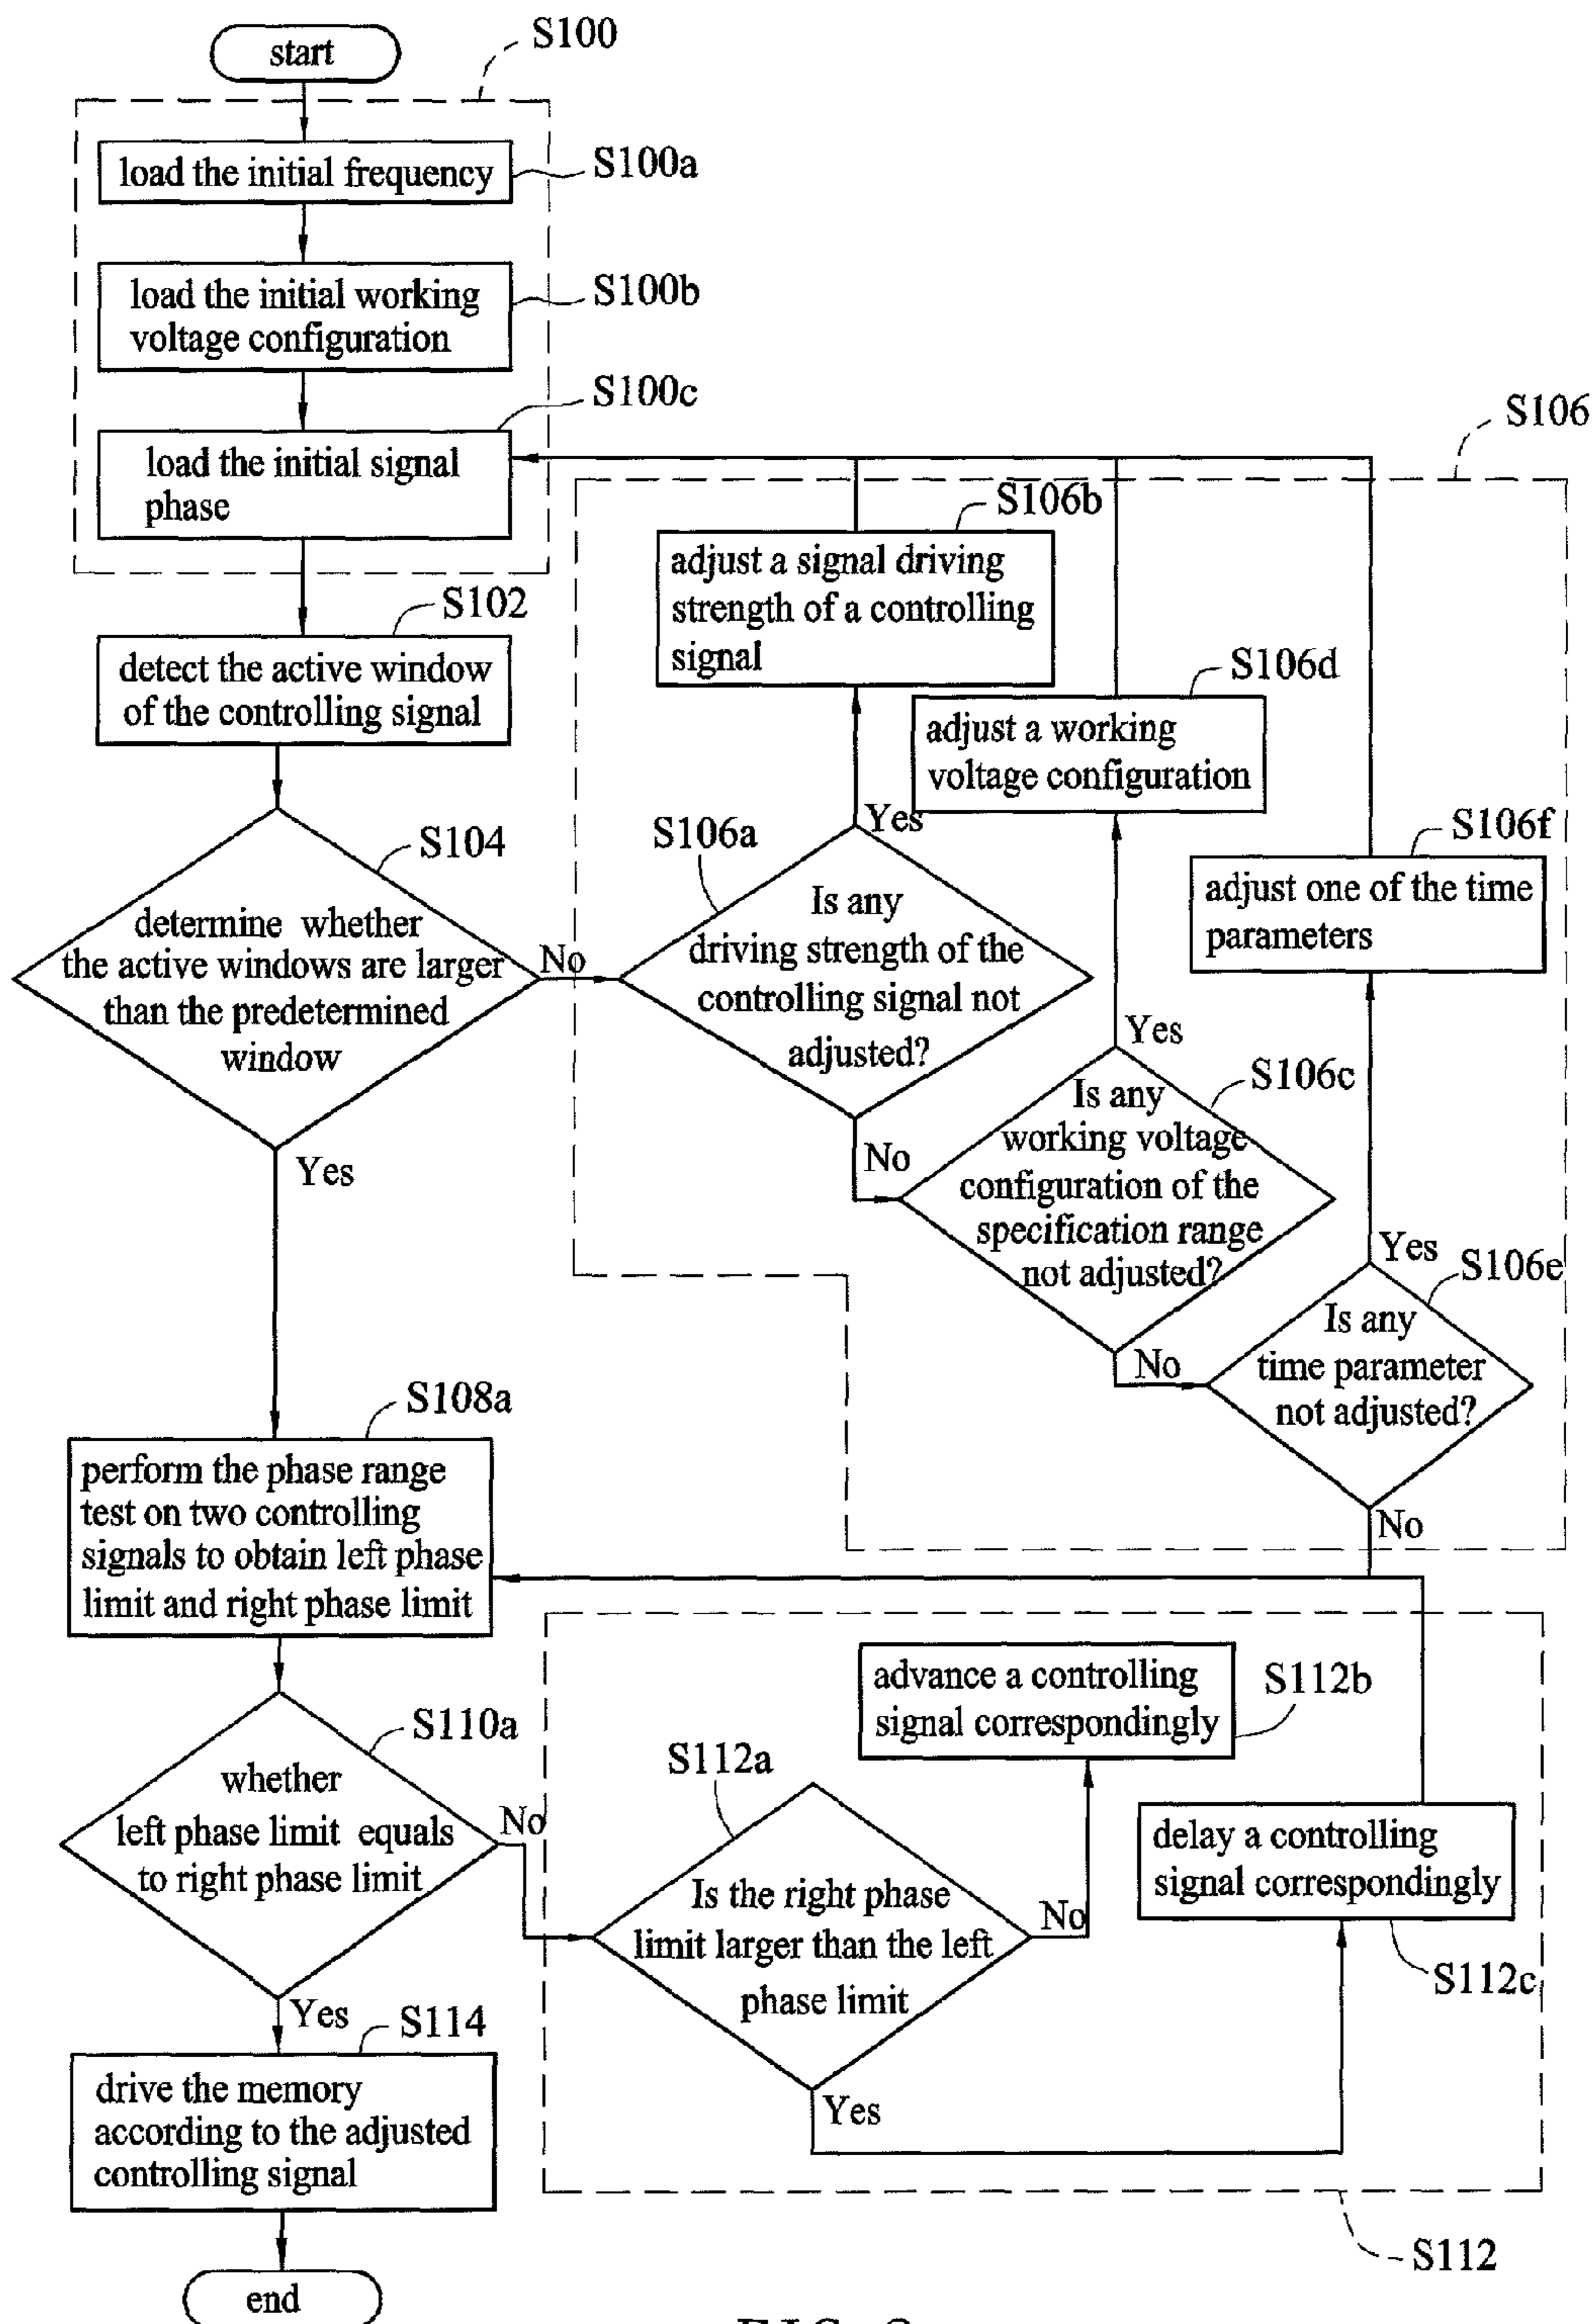 start
S100
load the initial frequency
S100a
load the initial working
voltage configuration
S100b
load the initial signal
phase
S100c
S106
detect the active window
of the controlling signal
S102
adjust a signal driving
strength of a controlling
signal
S106b
adjust a working
voltage configuration
S106d
adjust one of the time
parameters
S106f
determine whether
the active windows are larger
than the predetermined
window
S104
No
Yes
Is any
driving strength of the
controlling signal not
adjusted?
S106a
Yes
No
Is any
working voltage
configuration of the
specification range
not adjusted?
S106c
Yes
No
Is any
time parameter
not adjusted?
S106e
Yes
No
perform the phase range
test on two controlling
signals to obtain left phase
limit and right phase limit
S108a
whether
left phase limit equals
to right phase limit
S110a
No
Yes
Is the right phase
limit larger than the left
phase limit
S112a
No
Yes
advance a controlling
signal correspondingly
S112b
delay a controlling
signal correspondingly
S112c
S112
drive the memory
according to the adjusted
controlling signal
S114
end